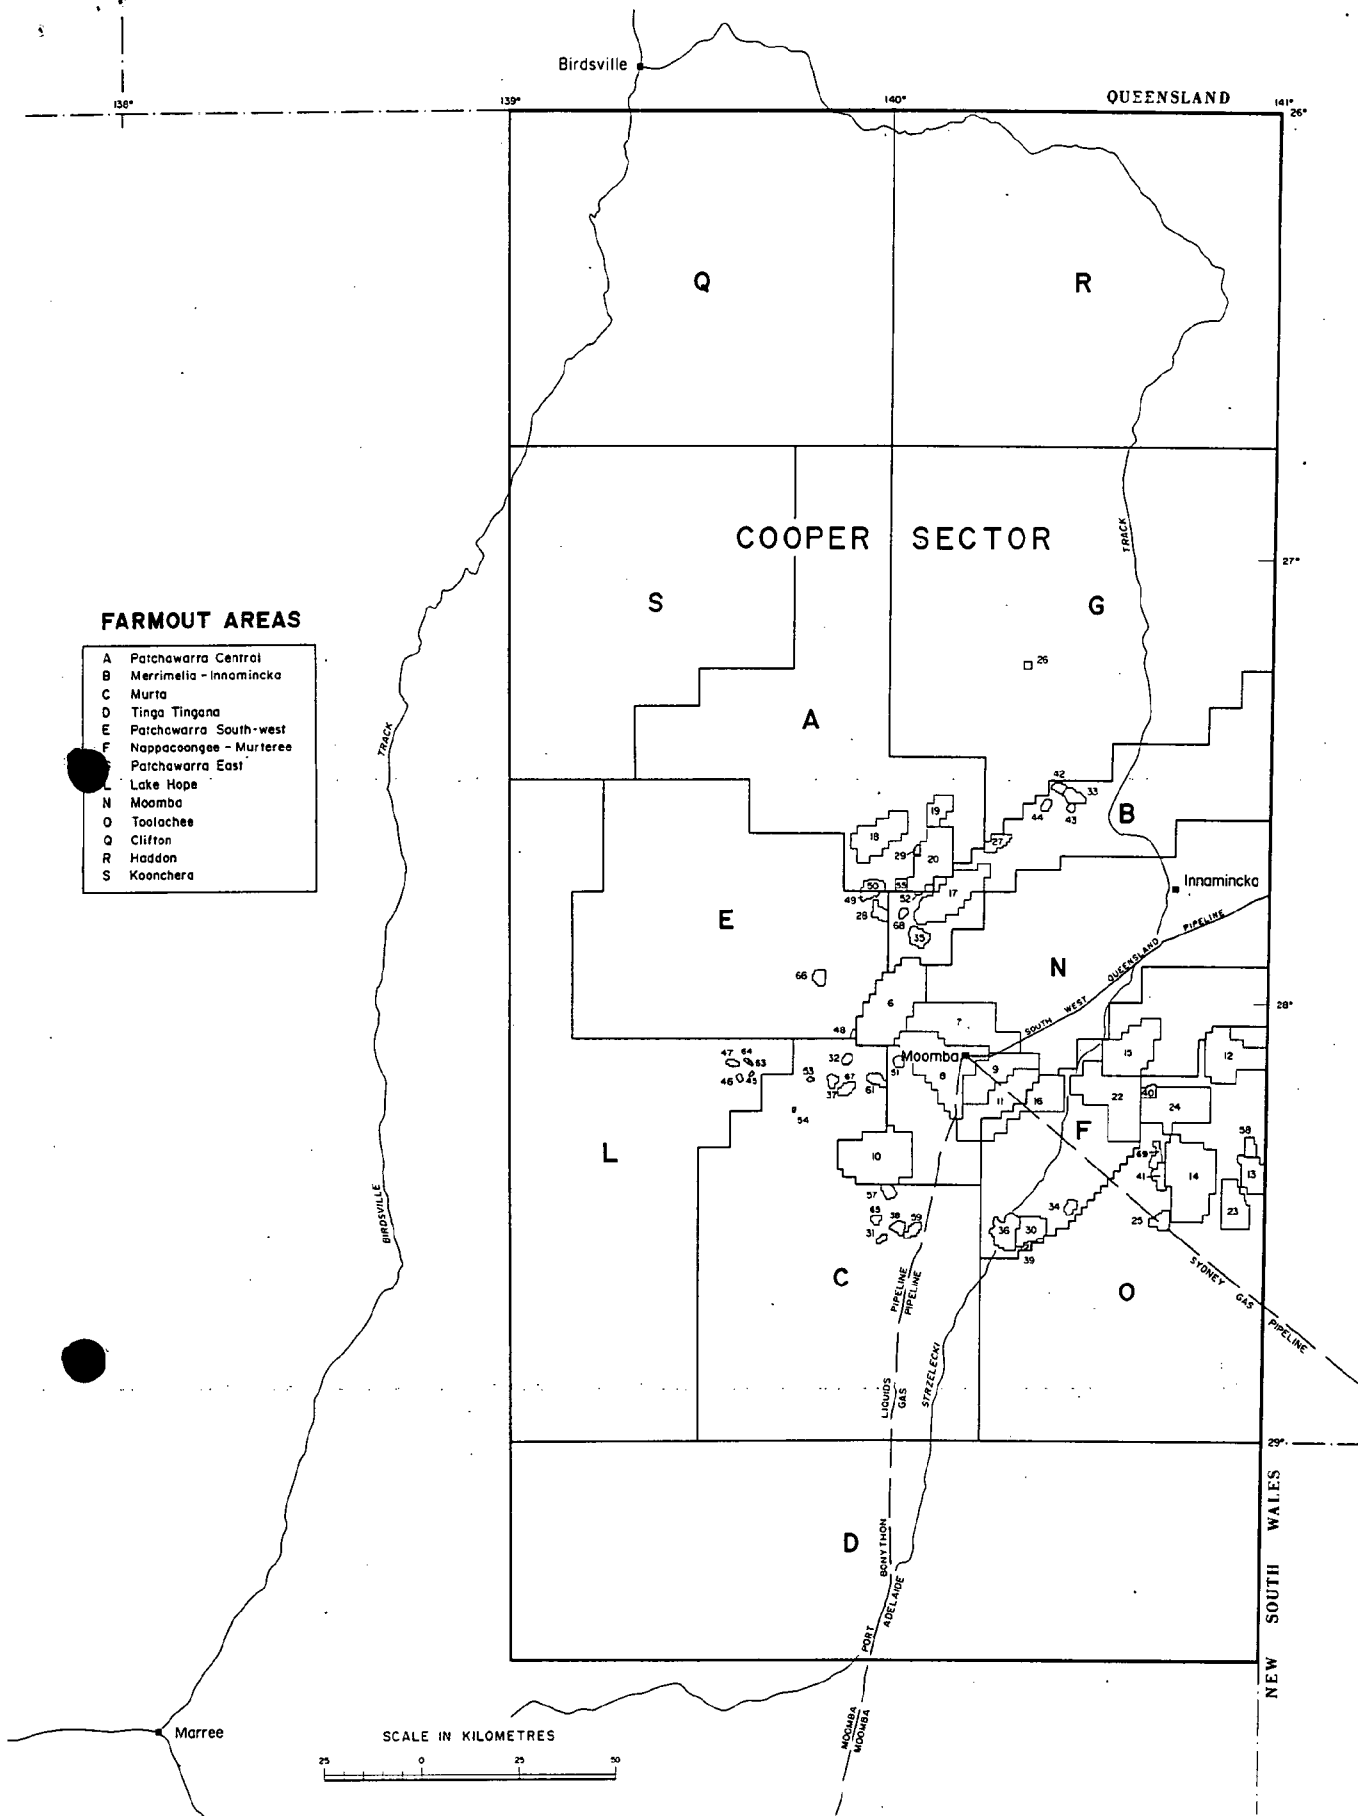 Birdsville
138°
139°
140°
QUEENSLAND
141°
26°
Q
R
COOPER SECTOR
TRACK
27°
S
G
FARMOUT AREAS
A Patchawarra Central
B Merrimelia - Innamincka
C Murta
D Tinga Tingana
E Patchawarra South-west
F Nappacoongee - Murteree
Patchawarra East
L Lake Hope
N Moomba
O Toolachee
Q Clifton
R Haddon
S Koonchera
26
A
TRACK
42
33
44
43
B
19
18
27
29
20
Innamincka
50
55
49
52
17
28
68
35
E
PIPELINE
QUEENSLAND
SOUTH WEST
N
66
6
28°
7
48
47
64
63
46
45
32
51
Moomba
8
9
15
12
53
37
67
61
11
16
22
40
24
54
F
58
L
10
69
41
14
13
57
34
23
65
38
59
31
36
30
25
39
BIRDSVILLE
C
O
SYDNEY GAS PIPELINE
PIPELINE
PIPELINE
STRZELECKI
LIQUIDS
GAS
29°
D
BONYTHON
ADELAIDE
PORT
NEW SOUTH WALES
Marree
MOOMBA
MOOMBA
SCALE IN KILOMETRES
25 0 25 50